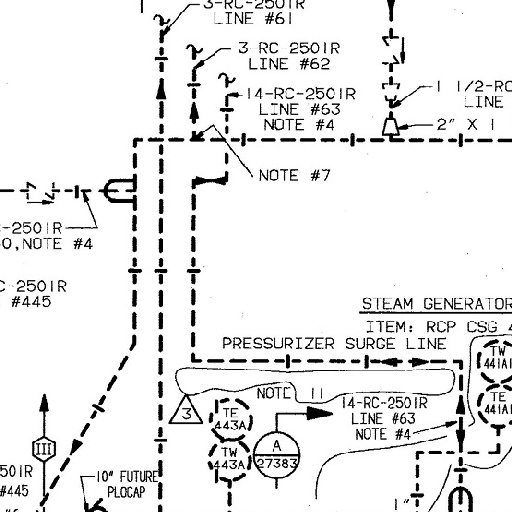 3-RC-2501R
LINE #61
3 RC 2501R
LINE #62
14-RC-2501R
LINE #63
NOTE #4
1 1/2-RC
LINE
2" X 1
NOTE #7
C-2501R
0,NOTE #4
C 2501R
#445
STEAM GENERATOR
ITEM: RCP CSG
PRESSURIZER SURGE LINE
TW
441A1
TE
441A1
NOTE 11
3
TE
443A
TW
443A
14-RC-2501R
LINE #63
NOTE #4
A
27383
III
501R
#445
10" FUTURE
PLOCAP
1"